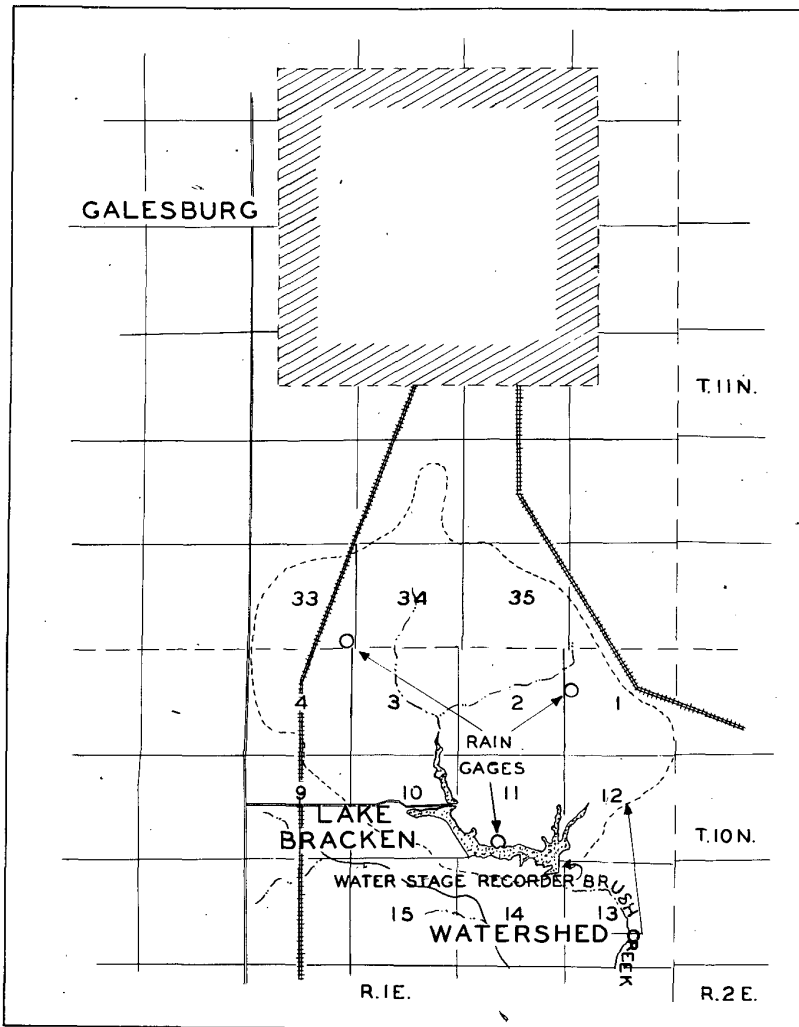 GALESBURG
T.11N.
33 34 35
4 3 2 1
RAIN
GAGES
9 10 11 12
LAKE
BRACKEN
T.10N.
WATER STAGE RECORDER
BRUSH CREEK
15 14 13
WATERSHED
R.1E. R.2E.